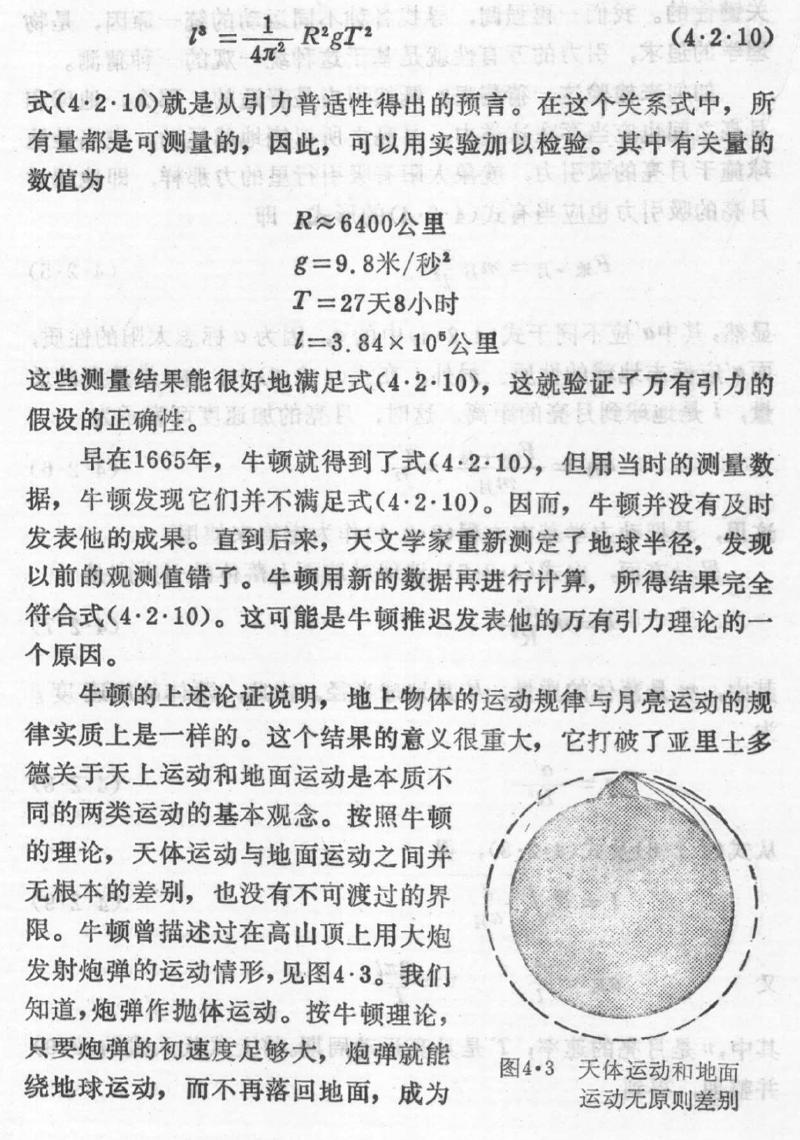 l³ = 1/4π² R²gT² (4·2·10)
式(4·2·10)就是从引力普适性得出的预言。在这个关系式中，所
有量都是可测量的，因此，可以用实验加以检验。其中有关量的
数值为
R≈6400公里
g=9.8米/秒²
T=27天8小时
l=3.84×10⁵公里
这些测量结果能很好地满足式(4·2·10)，这就验证了万有引力的
假设的正确性。
早在1665年，牛顿就得到了式(4·2·10)，但用当时的测量数
据，牛顿发现它们并不满足式(4·2·10)。因而，牛顿并没有及时
发表他的成果。直到后来，天文学家重新测定了地球半径，发现
以前的观测值错了。牛顿用新的数据再进行计算，所得结果完全
符合式(4·2·10)。这可能是牛顿推迟发表他的万有引力理论的一
个原因。
牛顿的上述论证说明，地上物体的运动规律与月亮运动的规
律实质上是一样的。这个结果的意义很重大，它打破了亚里士多
德关于天上运动和地面运动是本质不
同的两类运动的基本观念。按照牛顿
的理论，天体运动与地面运动之间并
无根本的差别，也没有不可渡过的界
限。牛顿曾描述过在高山顶上用大炮
发射炮弹的运动情形，见图4·3。我们
知道，炮弹作抛体运动。按牛顿理论，
只要炮弹的初速度足够大，炮弹就能
绕地球运动，而不再落回地面，成为
图4·3 天体运动和地面
运动无原则差别